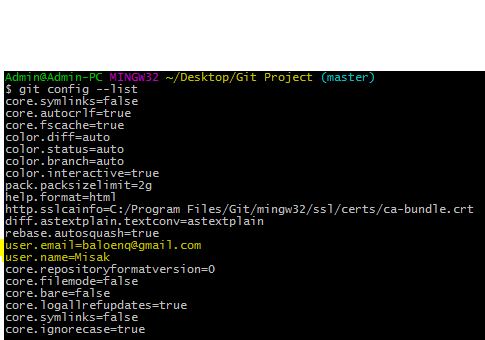 Admin@Admin-PC MINGW32 ~/Desktop/Git Project (master)
$ git config --list
core.symlinks=false
core.autocrlf=true
core.fscache=true
color.diff=auto
color.status=auto
color.branch=auto
color.interactive=true
pack.packsizelimit=2g
help.format=html
http.sslcainfo=C:/Program Files/Git/mingw32/ssl/certs/ca-bundle.crt
diff.astextplain.textconv=astextplain
rebase.autosquash=true
user.email=baloenq@gmail.com
user.name=Misak
core.repositoryformatversion=0
core.filemode=false
core.bare=false
core.logallrefupdates=true
core.symlinks=false
core.ignorecase=true